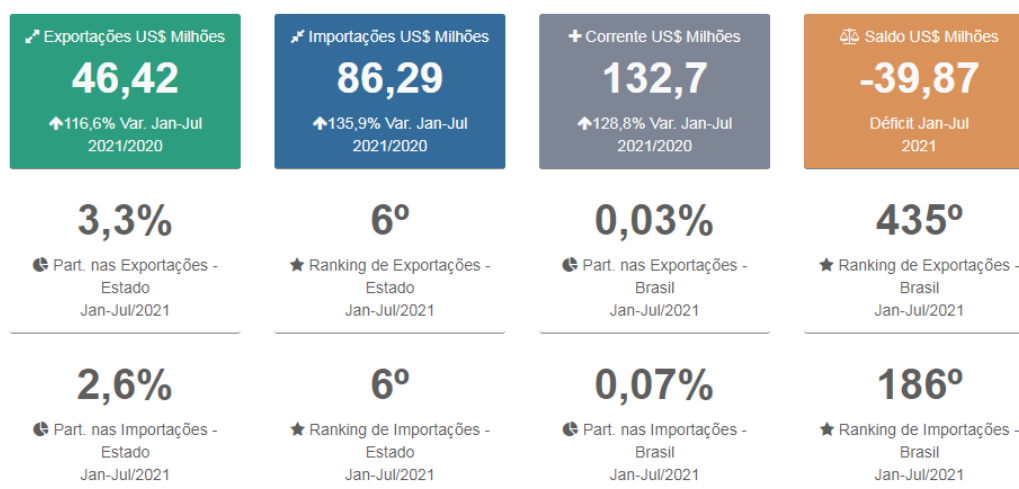 Exportações US$ Milhões
46,42
116,6% Var. Jan-Jul
2021/2020
Importações US$ Milhões
86,29
135,9% Var. Jan-Jul
2021/2020
Corrente US$ Milhões
132,7
128,8% Var. Jan-Jul
2021/2020
Saldo US$ Milhões
-39,87
Déficit Jan-Jul
2021
3,3%
Part. nas Exportações -
Estado
Jan-Jul/2021
6º
Ranking de Exportações -
Estado
Jan-Jul/2021
0,03%
Part. nas Exportações -
Brasil
Jan-Jul/2021
435º
Ranking de Exportações -
Brasil
Jan-Jul/2021
2,6%
Part. nas Importações -
Estado
Jan-Jul/2021
6º
Ranking de Importações -
Estado
Jan-Jul/2021
0,07%
Part. nas Importações -
Brasil
Jan-Jul/2021
186º
Ranking de Importações -
Brasil
Jan-Jul/2021